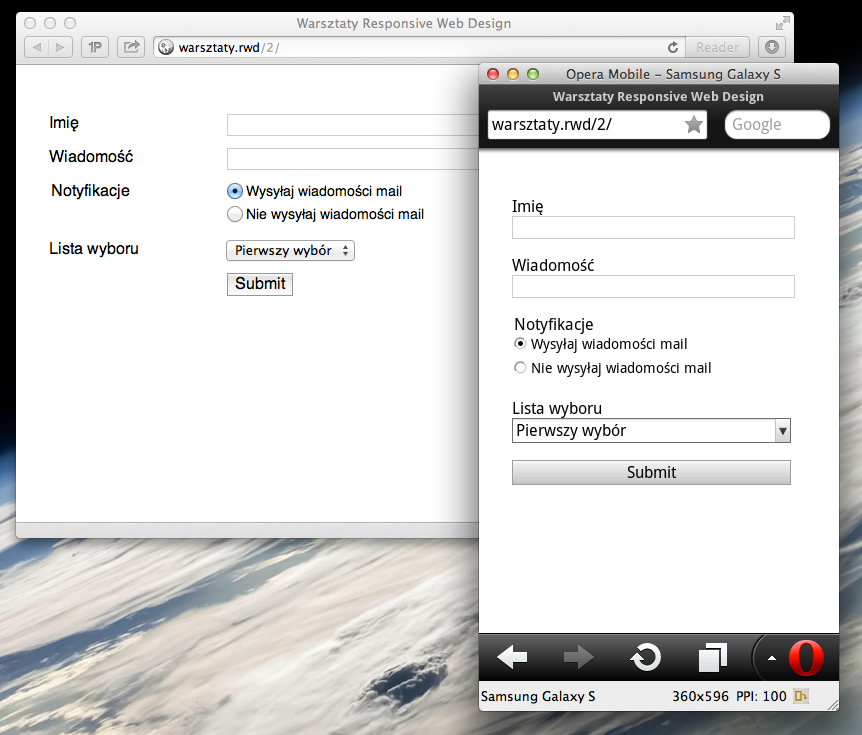 Warsztaty Responsive Web Design
1P
warsztaty.rwd/2/
Reader
Imię
Wiadomość
Notyfikacje
Wysyłaj wiadomości mail
Nie wysyłaj wiadomości mail
Lista wyboru
Pierwszy wybór
Submit
Opera Mobile – Samsung Galaxy S
Warsztaty Responsive Web Design
warsztaty.rwd/2/
Google
Imię
Wiadomość
Notyfikacje
Wysyłaj wiadomości mail
Nie wysyłaj wiadomości mail
Lista wyboru
Pierwszy wybór
Submit
Samsung Galaxy S 360x596 PPI: 100